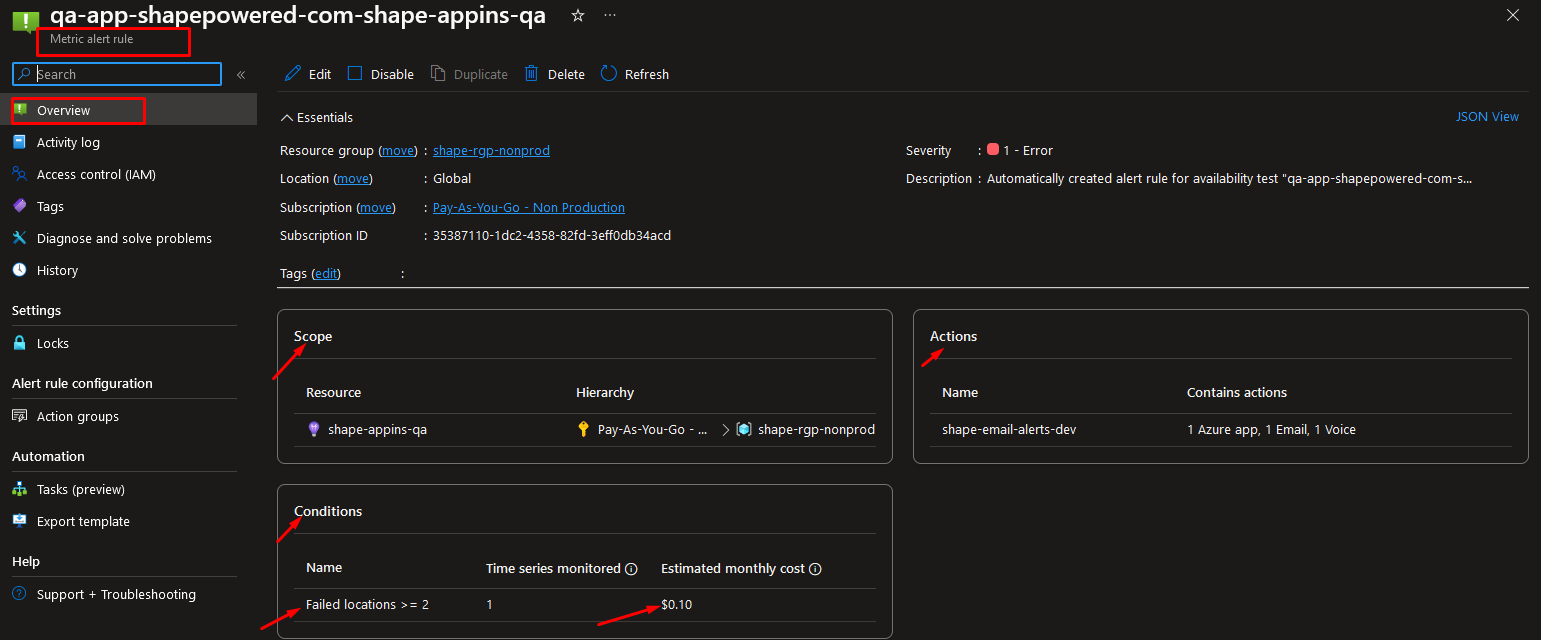 qa-app-shapepowered-com-shape-appins-qa
Metric alert rule
Search
Overview
Activity log
Access control (IAM)
Tags
Diagnose and solve problems
History
Settings
Locks
Alert rule configuration
Action groups
Automation
Tasks (preview)
Export template
Help
Support + Troubleshooting
Edit Disable Duplicate Delete Refresh
Essentials
JSON View
Resource group (move) : shape-rgp-nonprod
Location (move) : Global
Subscription (move) : Pay-As-You-Go - Non Production
Subscription ID : 35387110-1dc2-4358-82fd-3eff0db34acd
Tags (edit) :
Severity : 1 - Error
Description : Automatically created alert rule for availability test "qa-app-shapepowered-com-s...
Scope
Resource Hierarchy
shape-appins-qa Pay-As-You-Go - ... > shape-rgp-nonprod
Actions
Name Contains actions
shape-email-alerts-dev 1 Azure app, 1 Email, 1 Voice
Conditions
Name Time series monitored Estimated monthly cost
Failed locations >= 2 1 $0.10